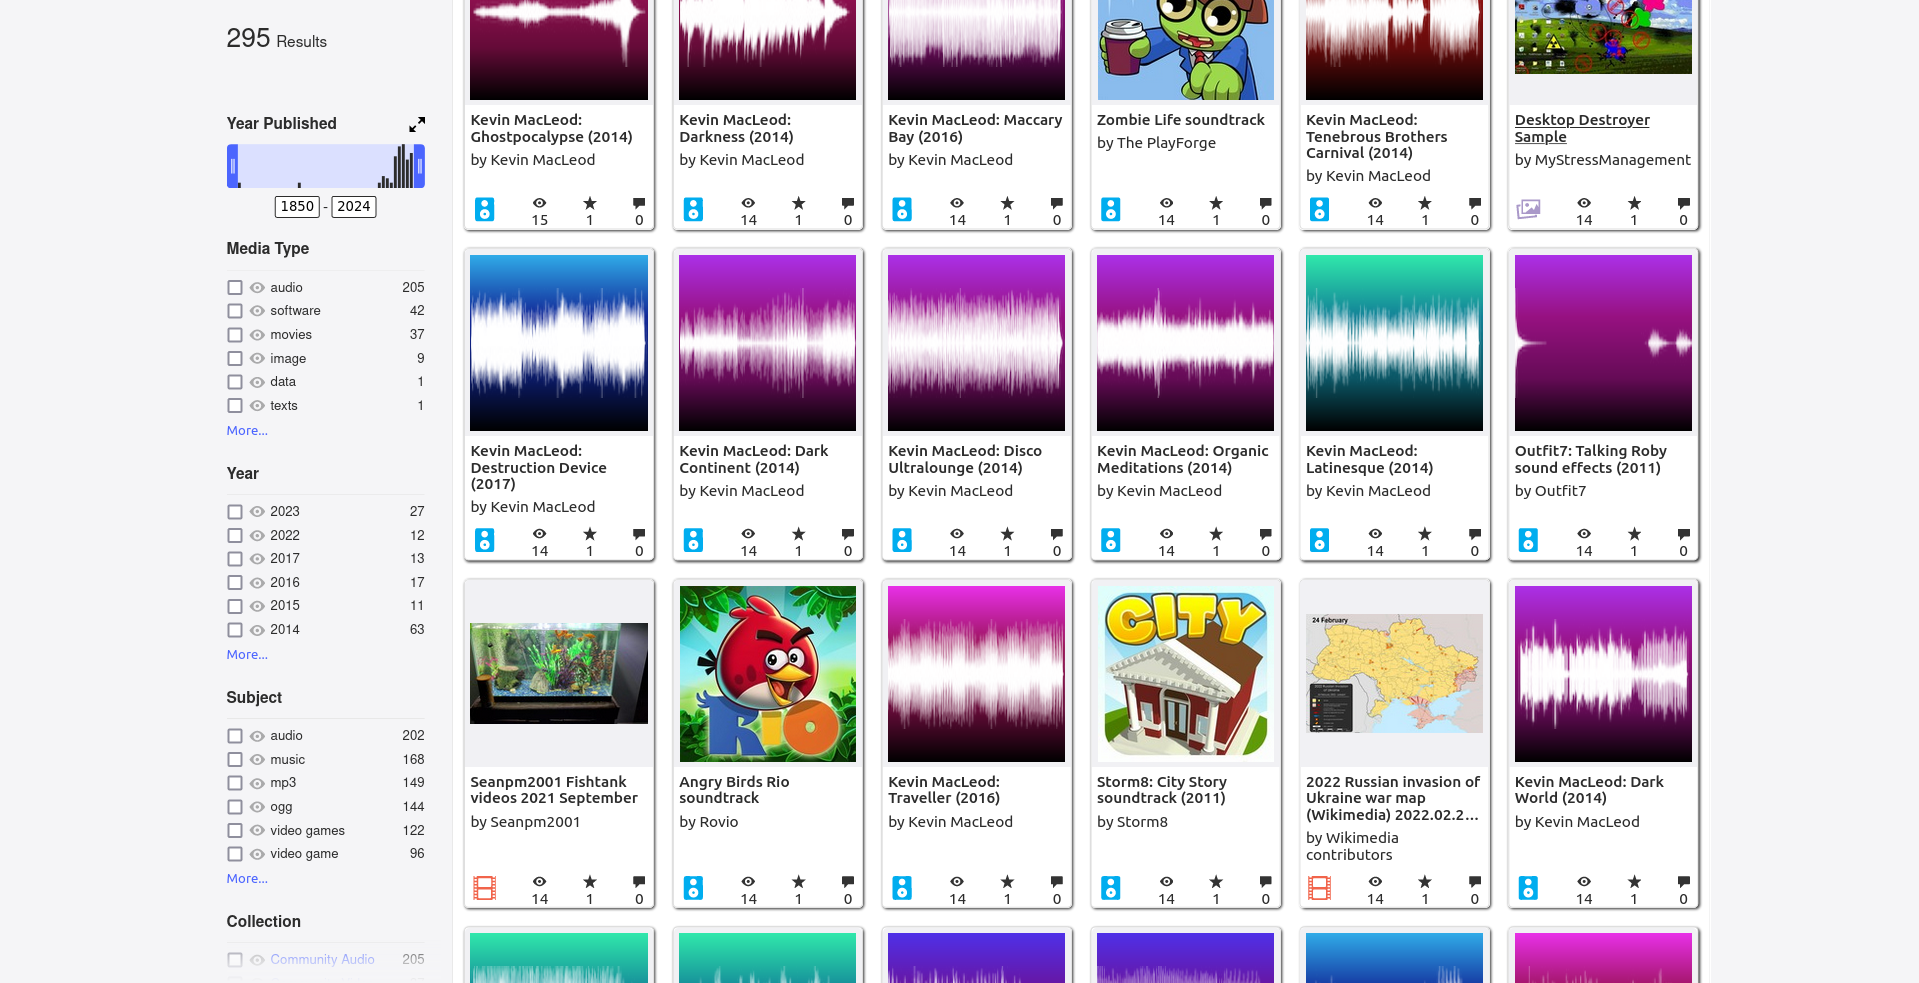 295 Results
Year Published
1850 - 2024
Media Type
audio 205
software 42
movies 37
image 9
data 1
texts 1
More...
Year
2023 27
2022 12
2017 13
2016 17
2015 11
2014 63
More...
Subject
audio 202
music 168
mp3 149
ogg 144
video games 122
video game 96
More...
Collection
Community Audio 205
Kevin MacLeod:
Ghostpocalypse (2014)
by Kevin MacLeod
15 1 0
Kevin MacLeod:
Darkness (2014)
by Kevin MacLeod
14 1 0
Kevin MacLeod: Maccary
Bay (2016)
by Kevin MacLeod
14 1 0
Zombie Life soundtrack
by The PlayForge
14 1 0
Kevin MacLeod:
Tenebrous Brothers
Carnival (2014)
by Kevin MacLeod
14 1 0
Desktop Destroyer
Sample
by MyStressManagement
14 1 0
Kevin MacLeod:
Destruction Device
(2017)
by Kevin MacLeod
14 1 0
Kevin MacLeod: Dark
Continent (2014)
by Kevin MacLeod
14 1 0
Kevin MacLeod: Disco
Ultralounge (2014)
by Kevin MacLeod
14 1 0
Kevin MacLeod: Organic
Meditations (2014)
by Kevin MacLeod
14 1 0
Kevin MacLeod:
Latinesque (2014)
by Kevin MacLeod
14 1 0
Outfit7: Talking Roby
sound effects (2011)
by Outfit7
14 1 0
Seanpm2001 Fishtank
videos 2021 September
by Seanpm2001
14 1 0
RIO
Angry Birds Rio
soundtrack
by Rovio
14 1 0
Kevin MacLeod:
Traveller (2016)
by Kevin MacLeod
14 1 0
CITY
Storm8: City Story
soundtrack (2011)
by Storm8
14 1 0
24 February
2022 Russian invasion of
Ukraine war map
(Wikimedia) 2022.02.2...
by Wikimedia
contributors
14 1 0
Kevin MacLeod: Dark
World (2014)
by Kevin MacLeod
14 1 0